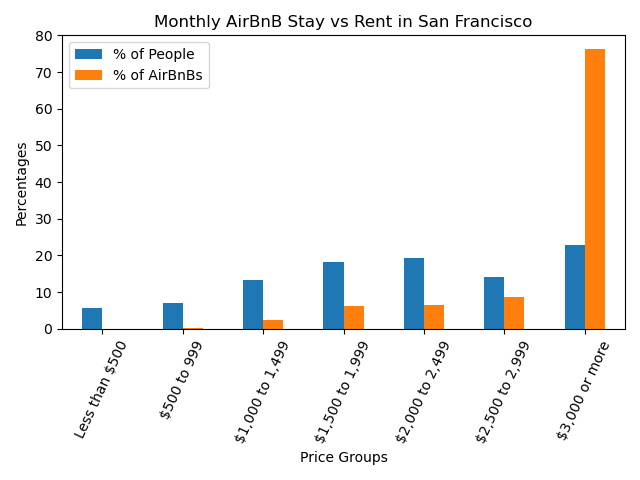 Monthly AirBnB Stay vs Rent in San Francisco
% of People
% of AirBnBs
Percentages
80
70
60
50
40
30
20
10
0
Less than $500
$500 to 999
$1,000 to 1,499
$1,500 to 1,999
$2,000 to 2,499
$2,500 to 2,999
$3,000 or more
Price Groups